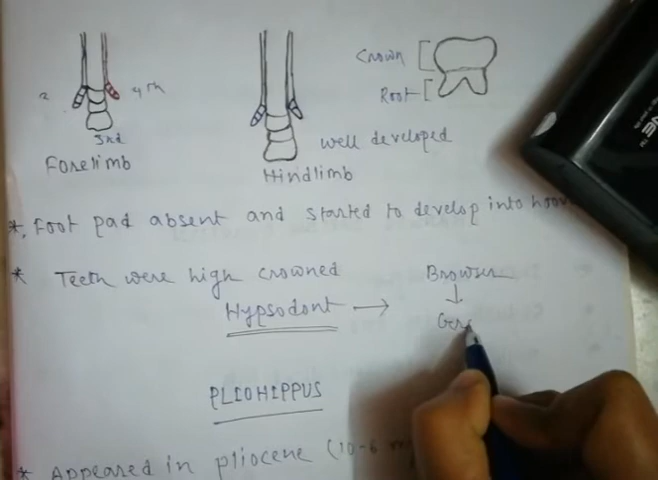 Crown
Root
2
4th
3rd
Forelimb
Hindlimb
well developed
*. Foot pad absent and started to develop into
* Teeth were high crowned
Browser
Hypsodont →
↓
PLIOHIPPUS
* Appeared in pliocene (10-6